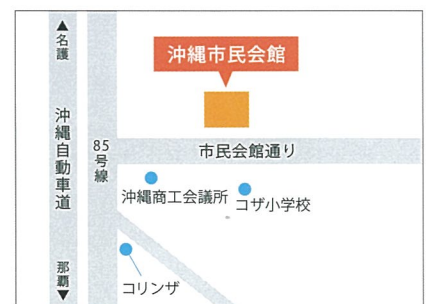 ▲名護
沖縄自動車道
那覇▼
85号線
沖縄市民会館
市民会館通り
沖縄商工会議所
コザ小学校
コリンザ